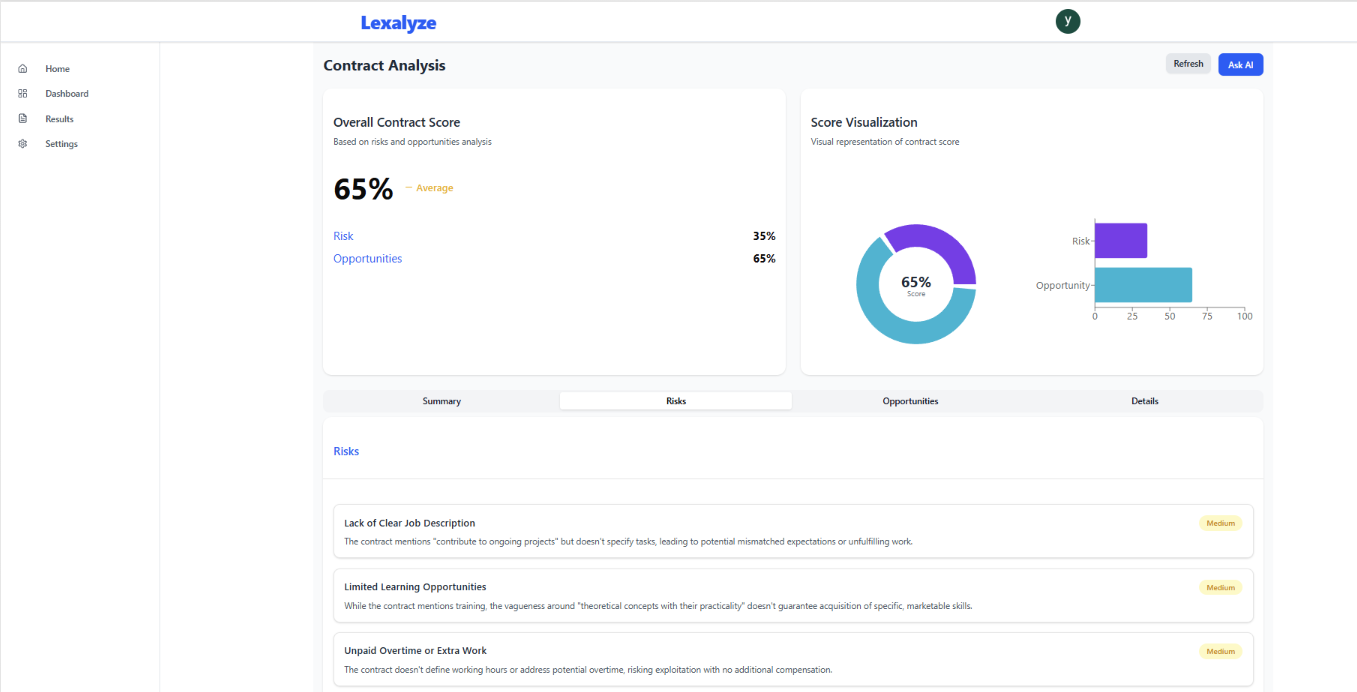 Lexalyze
y
Home
Dashboard
Results
Settings
Contract Analysis
Refresh
Ask AI
Overall Contract Score
Based on risks and opportunities analysis
65%
– Average
Risk 35%
Opportunities 65%
Score Visualization
Visual representation of contract score
65%
Score
Risk
Opportunity
0 25 50 75 100
Summary Risks Opportunities Details
Risks
Lack of Clear Job Description
Medium
The contract mentions "contribute to ongoing projects" but doesn't specify tasks, leading to potential mismatched expectations or unfulfilling work.
Limited Learning Opportunities
Medium
While the contract mentions training, the vagueness around "theoretical concepts with their practicality" doesn't guarantee acquisition of specific, marketable skills.
Unpaid Overtime or Extra Work
Medium
The contract doesn't define working hours or address potential overtime, risking exploitation with no additional compensation.